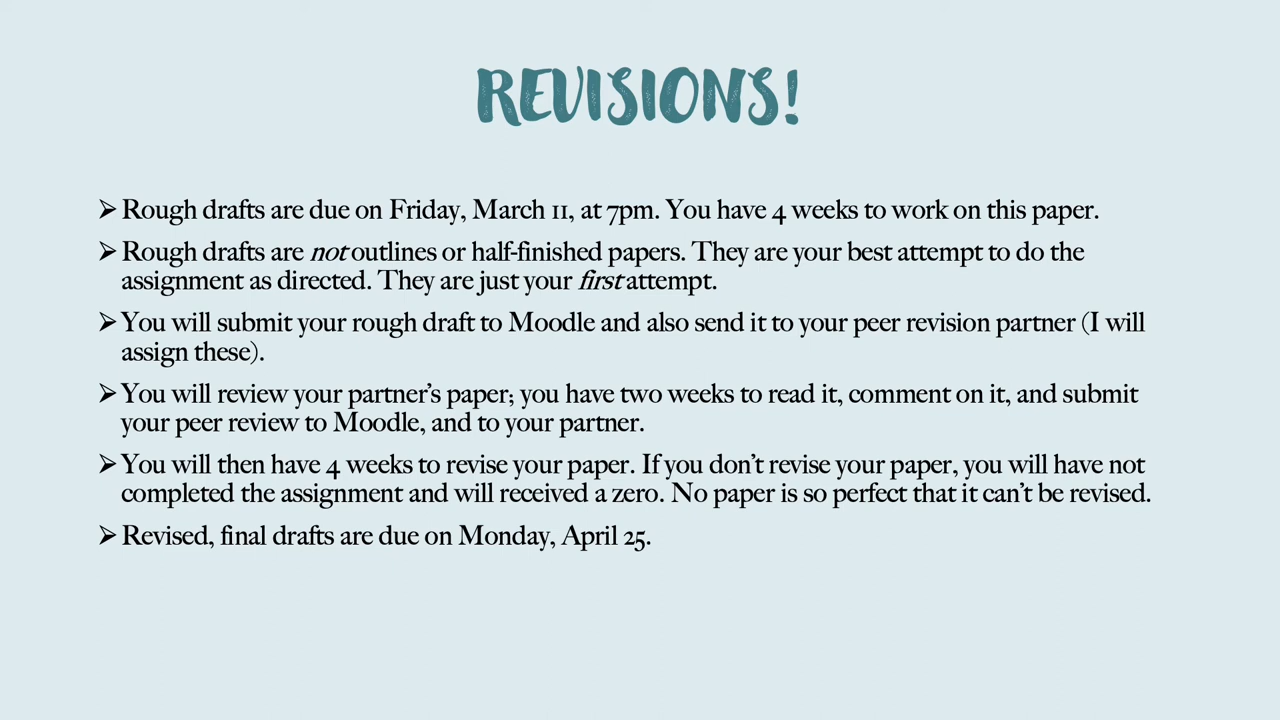 REVISIONS!
➢ Rough drafts are due on Friday, March 11, at 7pm. You have 4 weeks to work on this paper.
➢ Rough drafts are not outlines or half-finished papers. They are your best attempt to do the
assignment as directed. They are just your first attempt.
➢ You will submit your rough draft to Moodle and also send it to your peer revision partner (I will
assign these).
➢ You will review your partner's paper; you have two weeks to read it, comment on it, and submit
your peer review to Moodle, and to your partner.
➢ You will then have 4 weeks to revise your paper. If you don't revise your paper, you will have not
completed the assignment and will received a zero. No paper is so perfect that it can't be revised.
➢ Revised, final drafts are due on Monday, April 25.